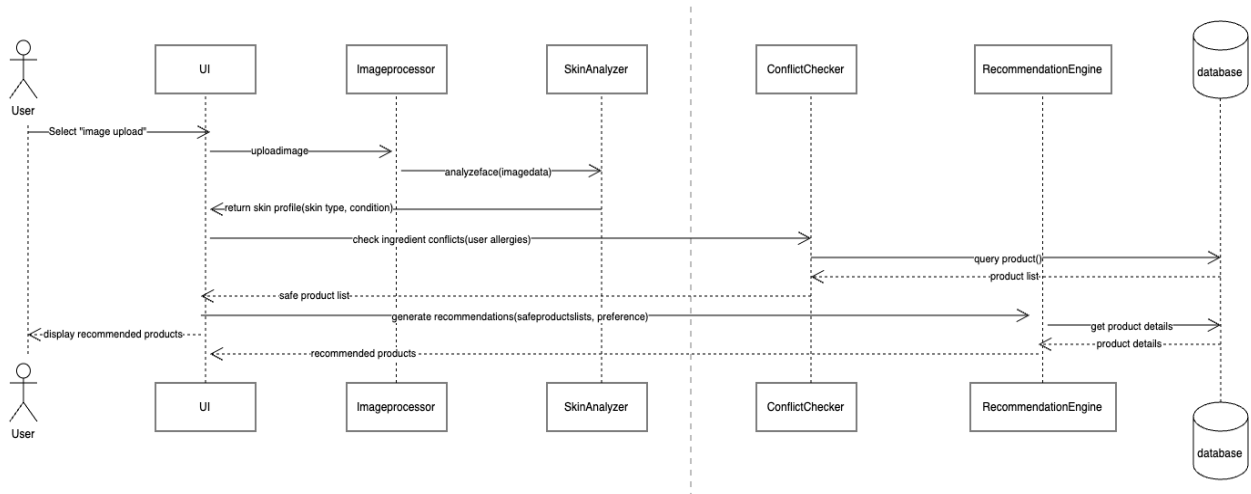 User
UI
Imageprocessor
SkinAnalyzer
ConflictChecker
RecommendationEngine
database
Select "image upload"
uploadimage
analyzeface(imagedata)
return skin profile(skin type, condition)
check ingredient conflicts(user allergies)
query product()
product list
safe product list
generate recommendations(safeproductslists, preference)
get product details
display recommended products
product details
recommended products
User
UI
Imageprocessor
SkinAnalyzer
ConflictChecker
RecommendationEngine
database